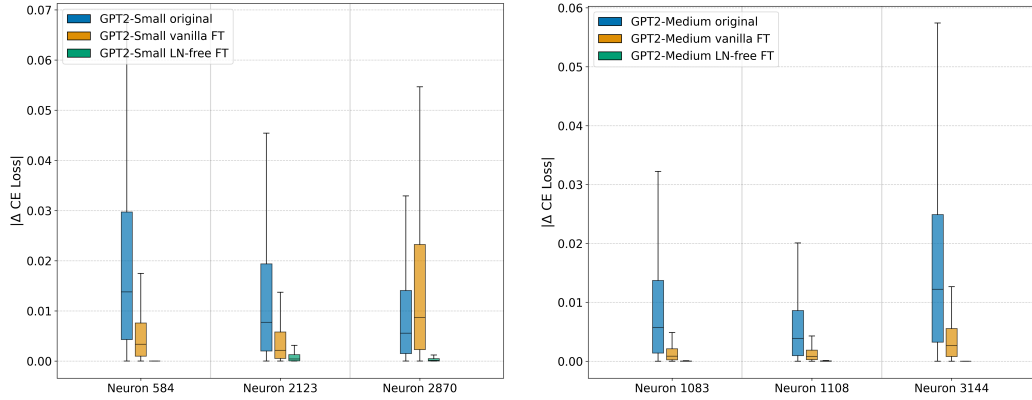 GPT2-Small original
GPT2-Small vanilla FT
GPT2-Small LN-free FT
|Δ CE Loss|
0.07
0.06
0.05
0.04
0.03
0.02
0.01
0.00
Neuron 584
Neuron 2123
Neuron 2870
GPT2-Medium original
GPT2-Medium vanilla FT
GPT2-Medium LN-free FT
|Δ CE Loss|
0.06
0.05
0.04
0.03
0.02
0.01
0.00
Neuron 1083
Neuron 1108
Neuron 3144